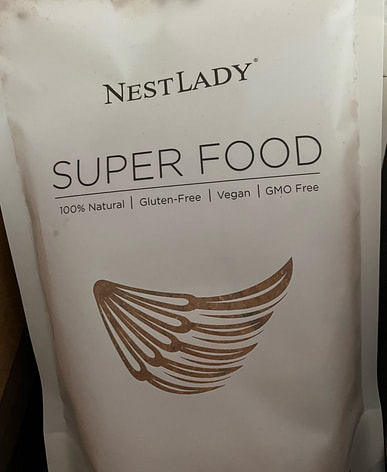 NESTLADY®
SUPER FOOD
100% Natural | Gluten-Free | Vegan | GMO Free